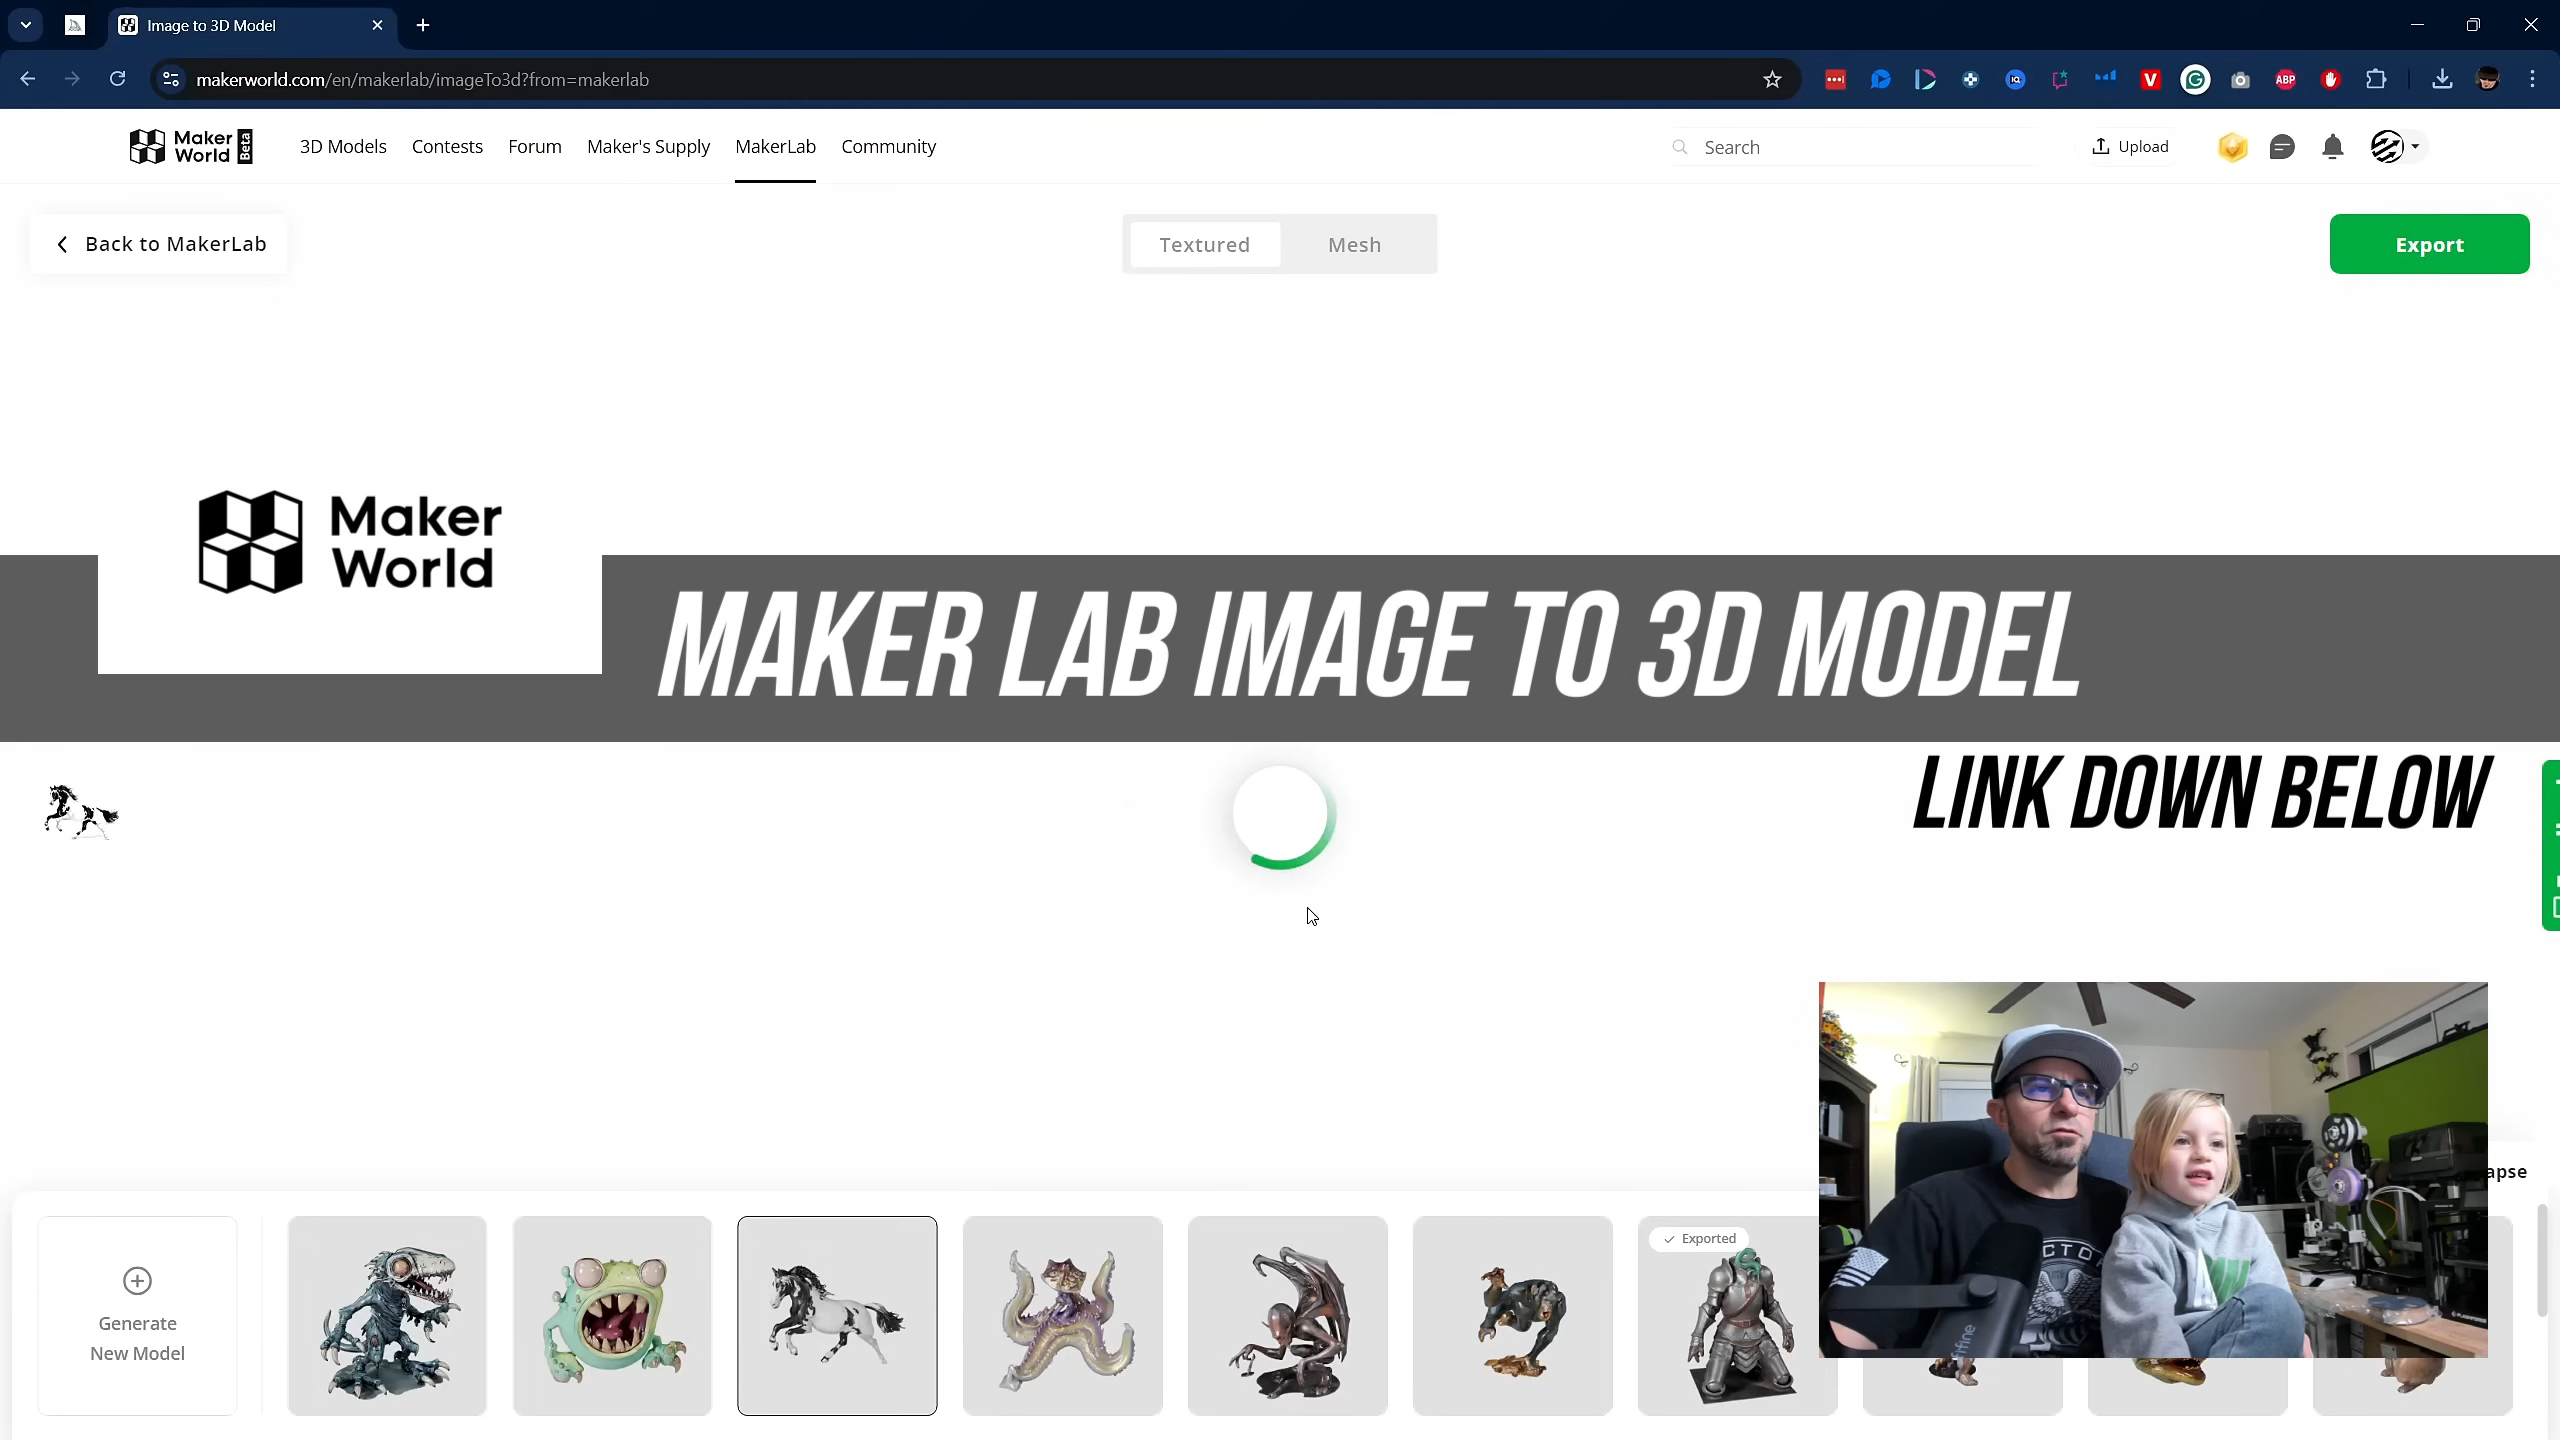 Image to 3D Model
makerworld.com/en/makerlab/imageTo3d?from=makerlab
Maker World Beta
3D Models
Contests
Forum
Maker's Supply
MakerLab
Community
Search
Upload
Back to MakerLab
Textured
Mesh
Export
Maker
World
MAKER LAB IMAGE TO 3D MODEL
LINK DOWN BELOW
apse
Generate
New Model
Exported